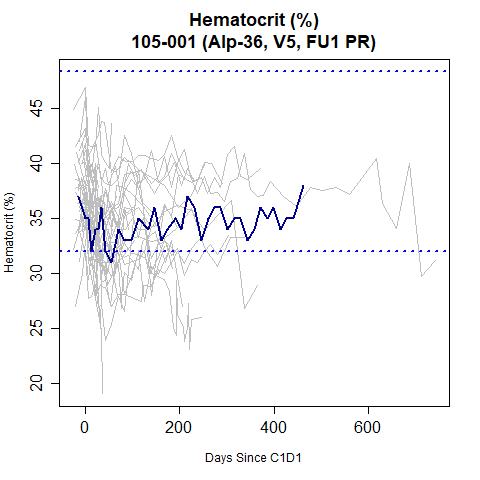 Hematocrit (%)
105-001 (Alp-36, V5, FU1 PR)
Hematocrit (%)
45
40
35
30
25
20
0
200
400
600
Days Since C1D1